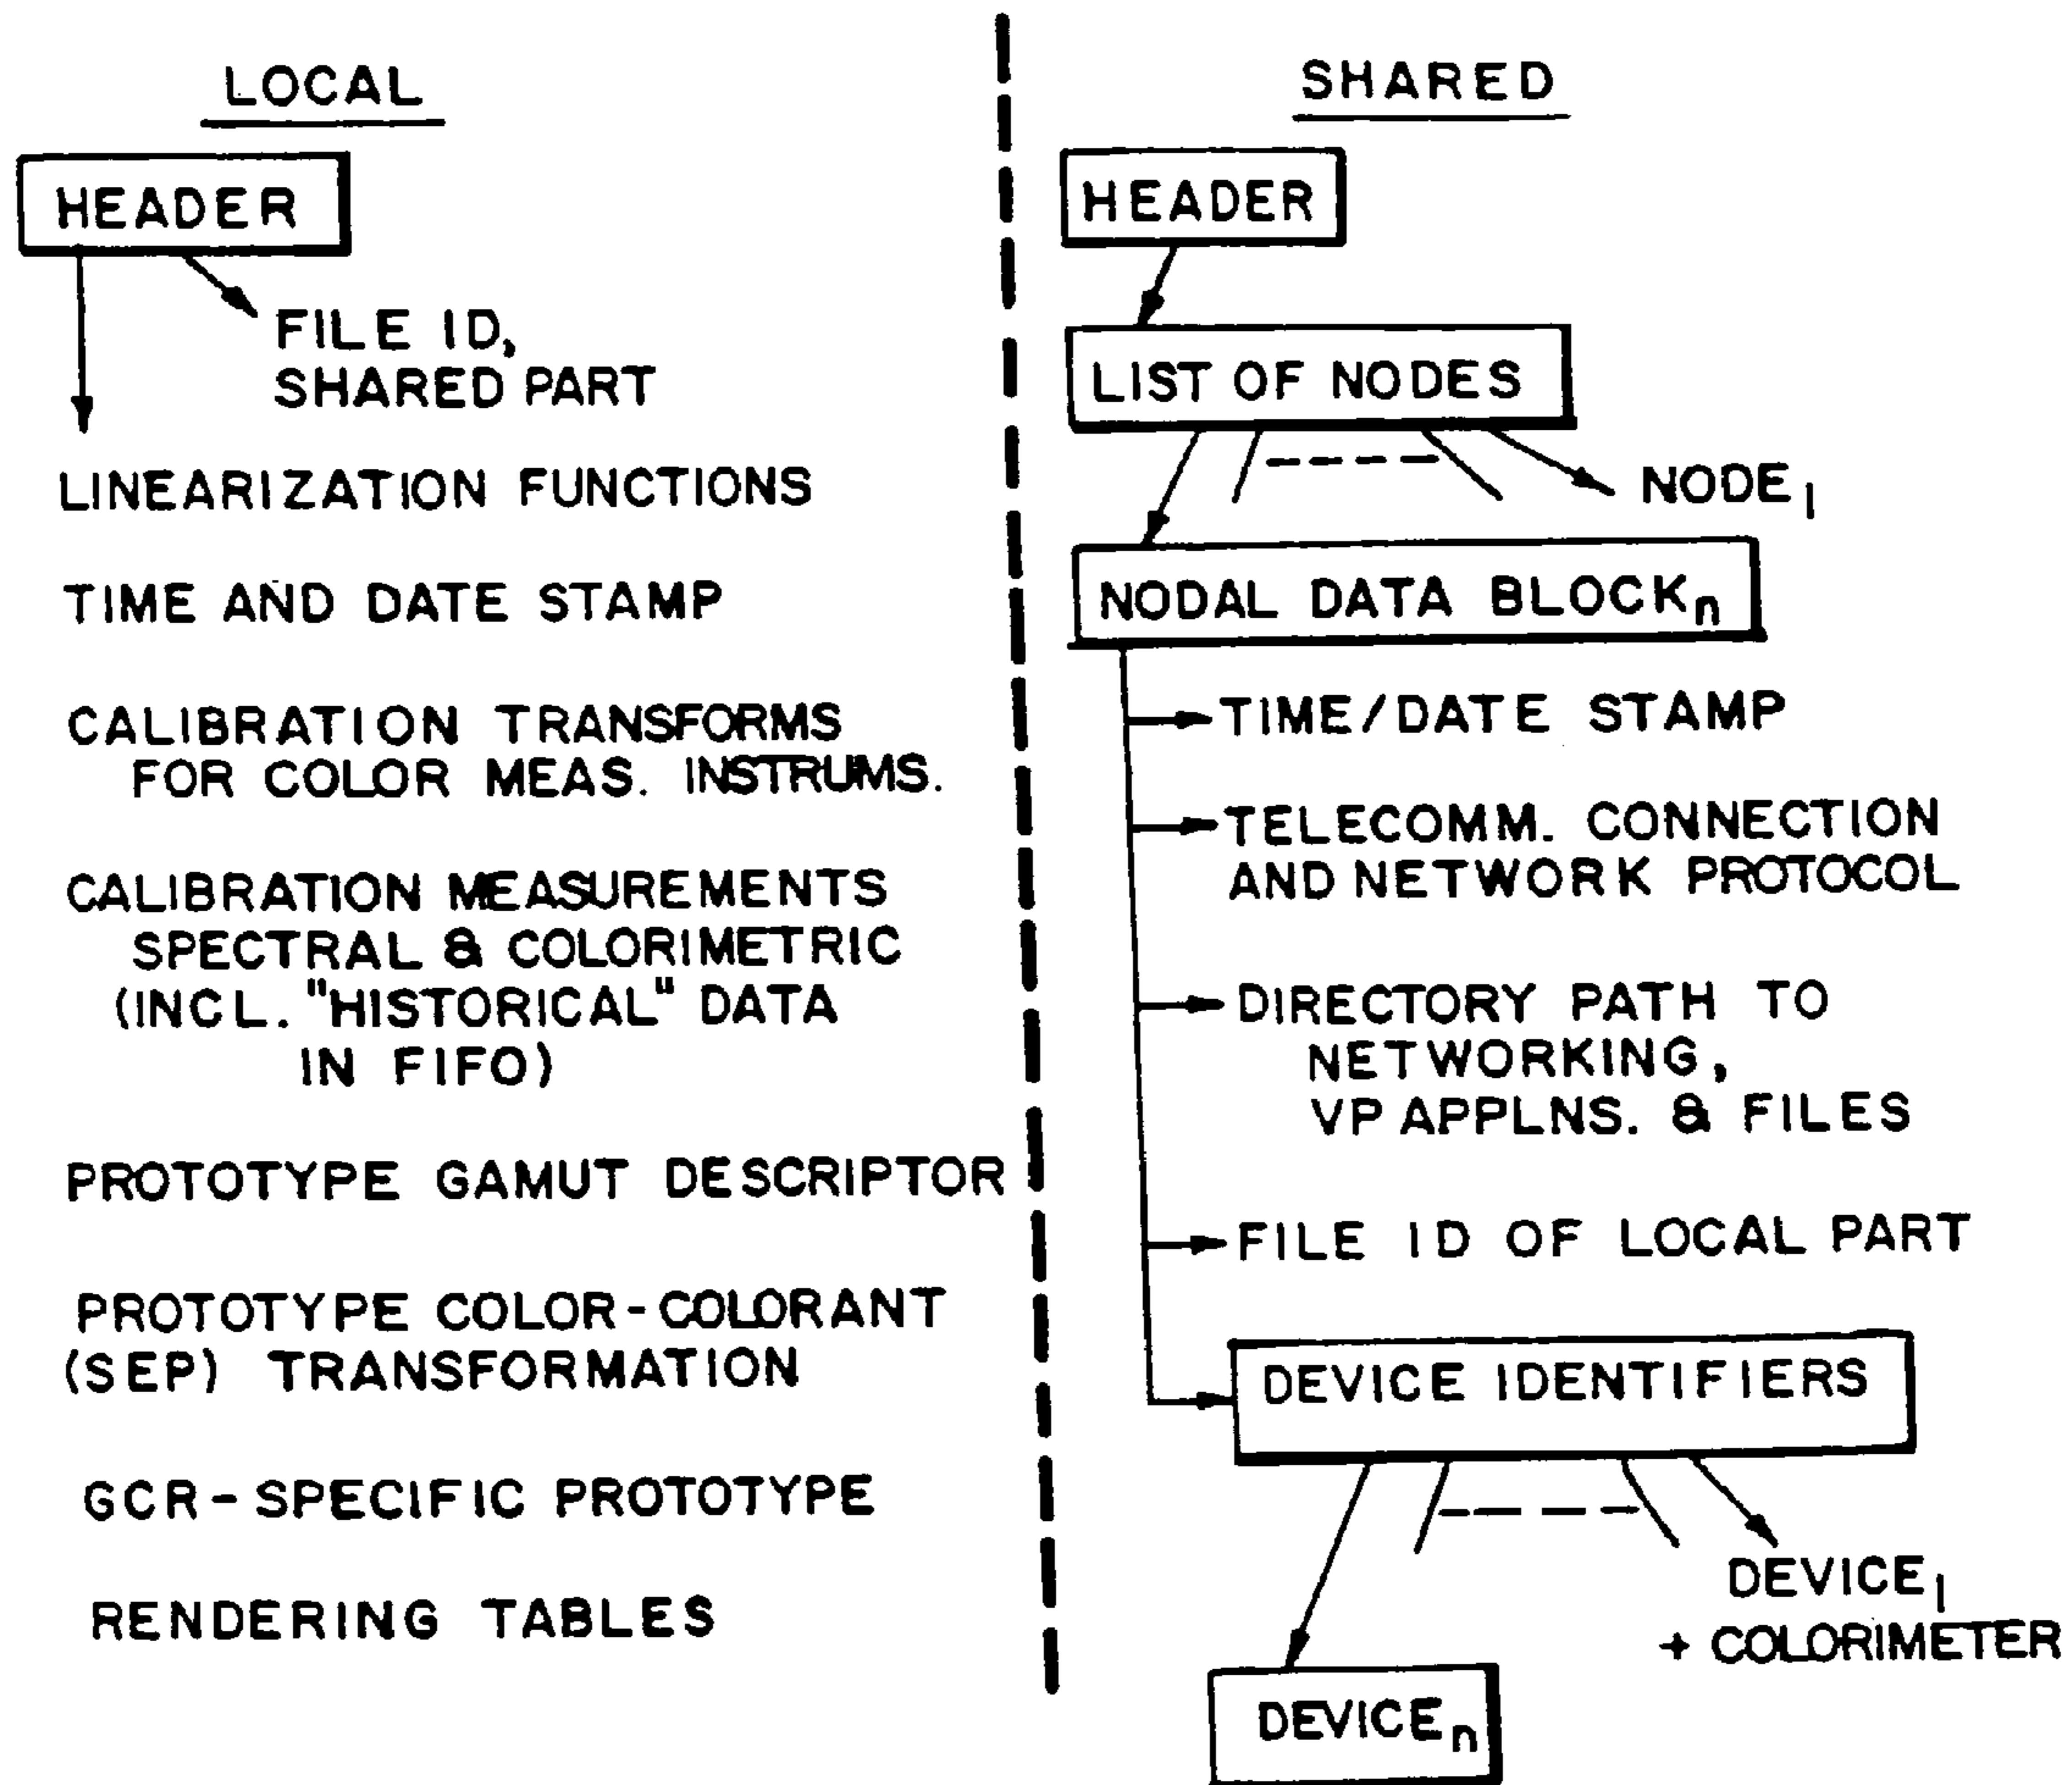 LOCAL
HEADER
FILE ID,
SHARED PART
LINEARIZATION FUNCTIONS
TIME AND DATE STAMP
CALIBRATION TRANSFORMS
FOR COLOR MEAS. INSTRUMS.
CALIBRATION MEASUREMENTS
SPECTRAL & COLORIMETRIC
(INCL. "HISTORICAL" DATA
IN FIFO)
PROTOTYPE GAMUT DESCRIPTOR
PROTOTYPE COLOR-COLORANT
(SEP) TRANSFORMATION
GCR-SPECIFIC PROTOTYPE
RENDERING TABLES
SHARED
HEADER
LIST OF NODES
NODE1
NODAL DATA BLOCKn
TIME/DATE STAMP
TELECOMM. CONNECTION
AND NETWORK PROTOCOL
DIRECTORY PATH TO
NETWORKING,
VP APPLNS. & FILES
FILE ID OF LOCAL PART
DEVICE IDENTIFIERS
DEVICE1
+ COLORIMETER
DEVICEn